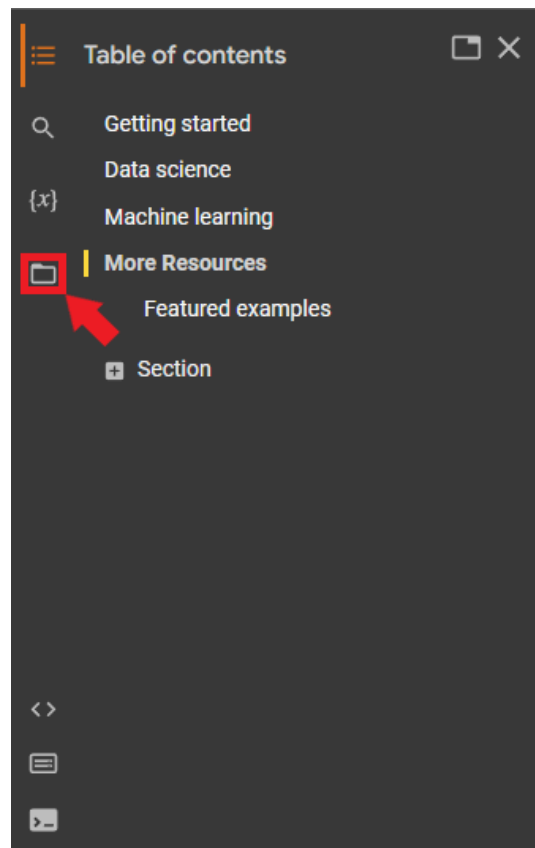 Table of contents
Getting started
Data science
{x}
Machine learning
More Resources
Featured examples
Section